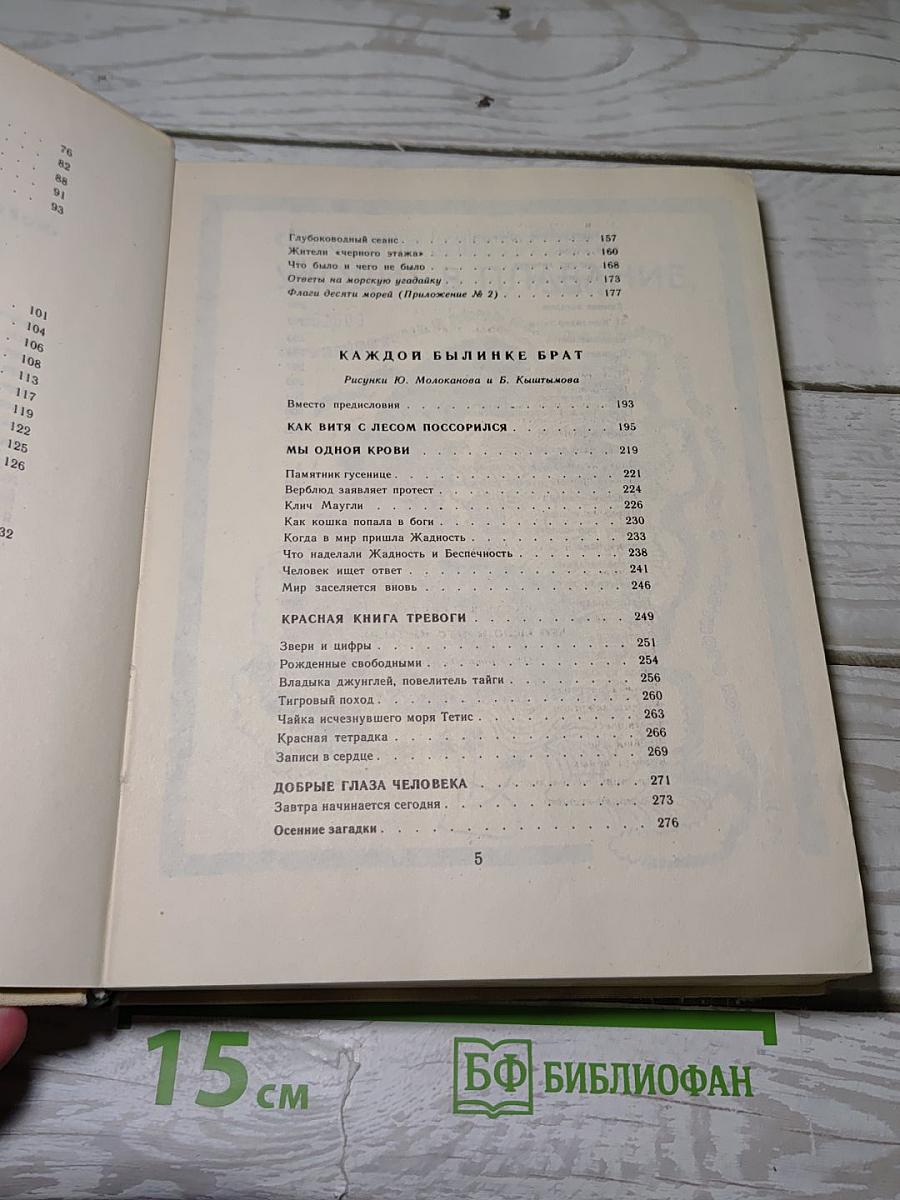 76
82
88
91
93
101
104
106
108
113
117
119
122
125
126
32
Глубоководный сеанс . . . . . . . . . . . . . . . 157
Жители «черного этажа» . . . . . . . . . . . . . 160
Что было и чего не было . . . . . . . . . . . . . 168
Ответы на морскую угадайку . . . . . . . . . . . 173
Флаги десяти морей (Приложение № 2) . . . . . . . 177
КАЖДОЙ БЫЛИНКЕ БРАТ
Рисунки Ю. Молоканова и Б. Кыштымова
Вместо предисловия . . . . . . . . . . . . . . 193
КАК ВИТЯ С ЛЕСОМ ПОССОРИЛСЯ . . . . . . . 195
МЫ ОДНОЙ КРОВИ . . . . . . . . . . . . . 219
Памятник гусенице . . . . . . . . . . . . . . . 221
Верблюд заявляет протест . . . . . . . . . . . . 224
Клич Маугли . . . . . . . . . . . . . . . . . 226
Как кошка попала в боги . . . . . . . . . . . . 230
Когда в мир пришла Жадность . . . . . . . . . . 233
Что наделали Жадность и Беспечность . . . . . . . 238
Человек ищет ответ . . . . . . . . . . . . . . 241
Мир заселяется вновь . . . . . . . . . . . . . 246
КРАСНАЯ КНИГА ТРЕВОГИ . . . . . . . . . . 249
Звери и цифры . . . . . . . . . . . . . . . . 251
Рожденные свободными . . . . . . . . . . . . . 254
Владыка джунглей, повелитель тайги . . . . . . . . 256
Тигровый поход . . . . . . . . . . . . . . . . 260
Чайка исчезнувшего моря Тетис . . . . . . . . . . 263
Красная тетрадка . . . . . . . . . . . . . . . 266
Записи в сердце . . . . . . . . . . . . . . . . 269
ДОБРЫЕ ГЛАЗА ЧЕЛОВЕКА . . . . . . . . . . 271
Завтра начинается сегодня . . . . . . . . . . . . 273
Осенние загадки . . . . . . . . . . . . . . . . 276
5
15 см
БФ БИБЛИОФАН